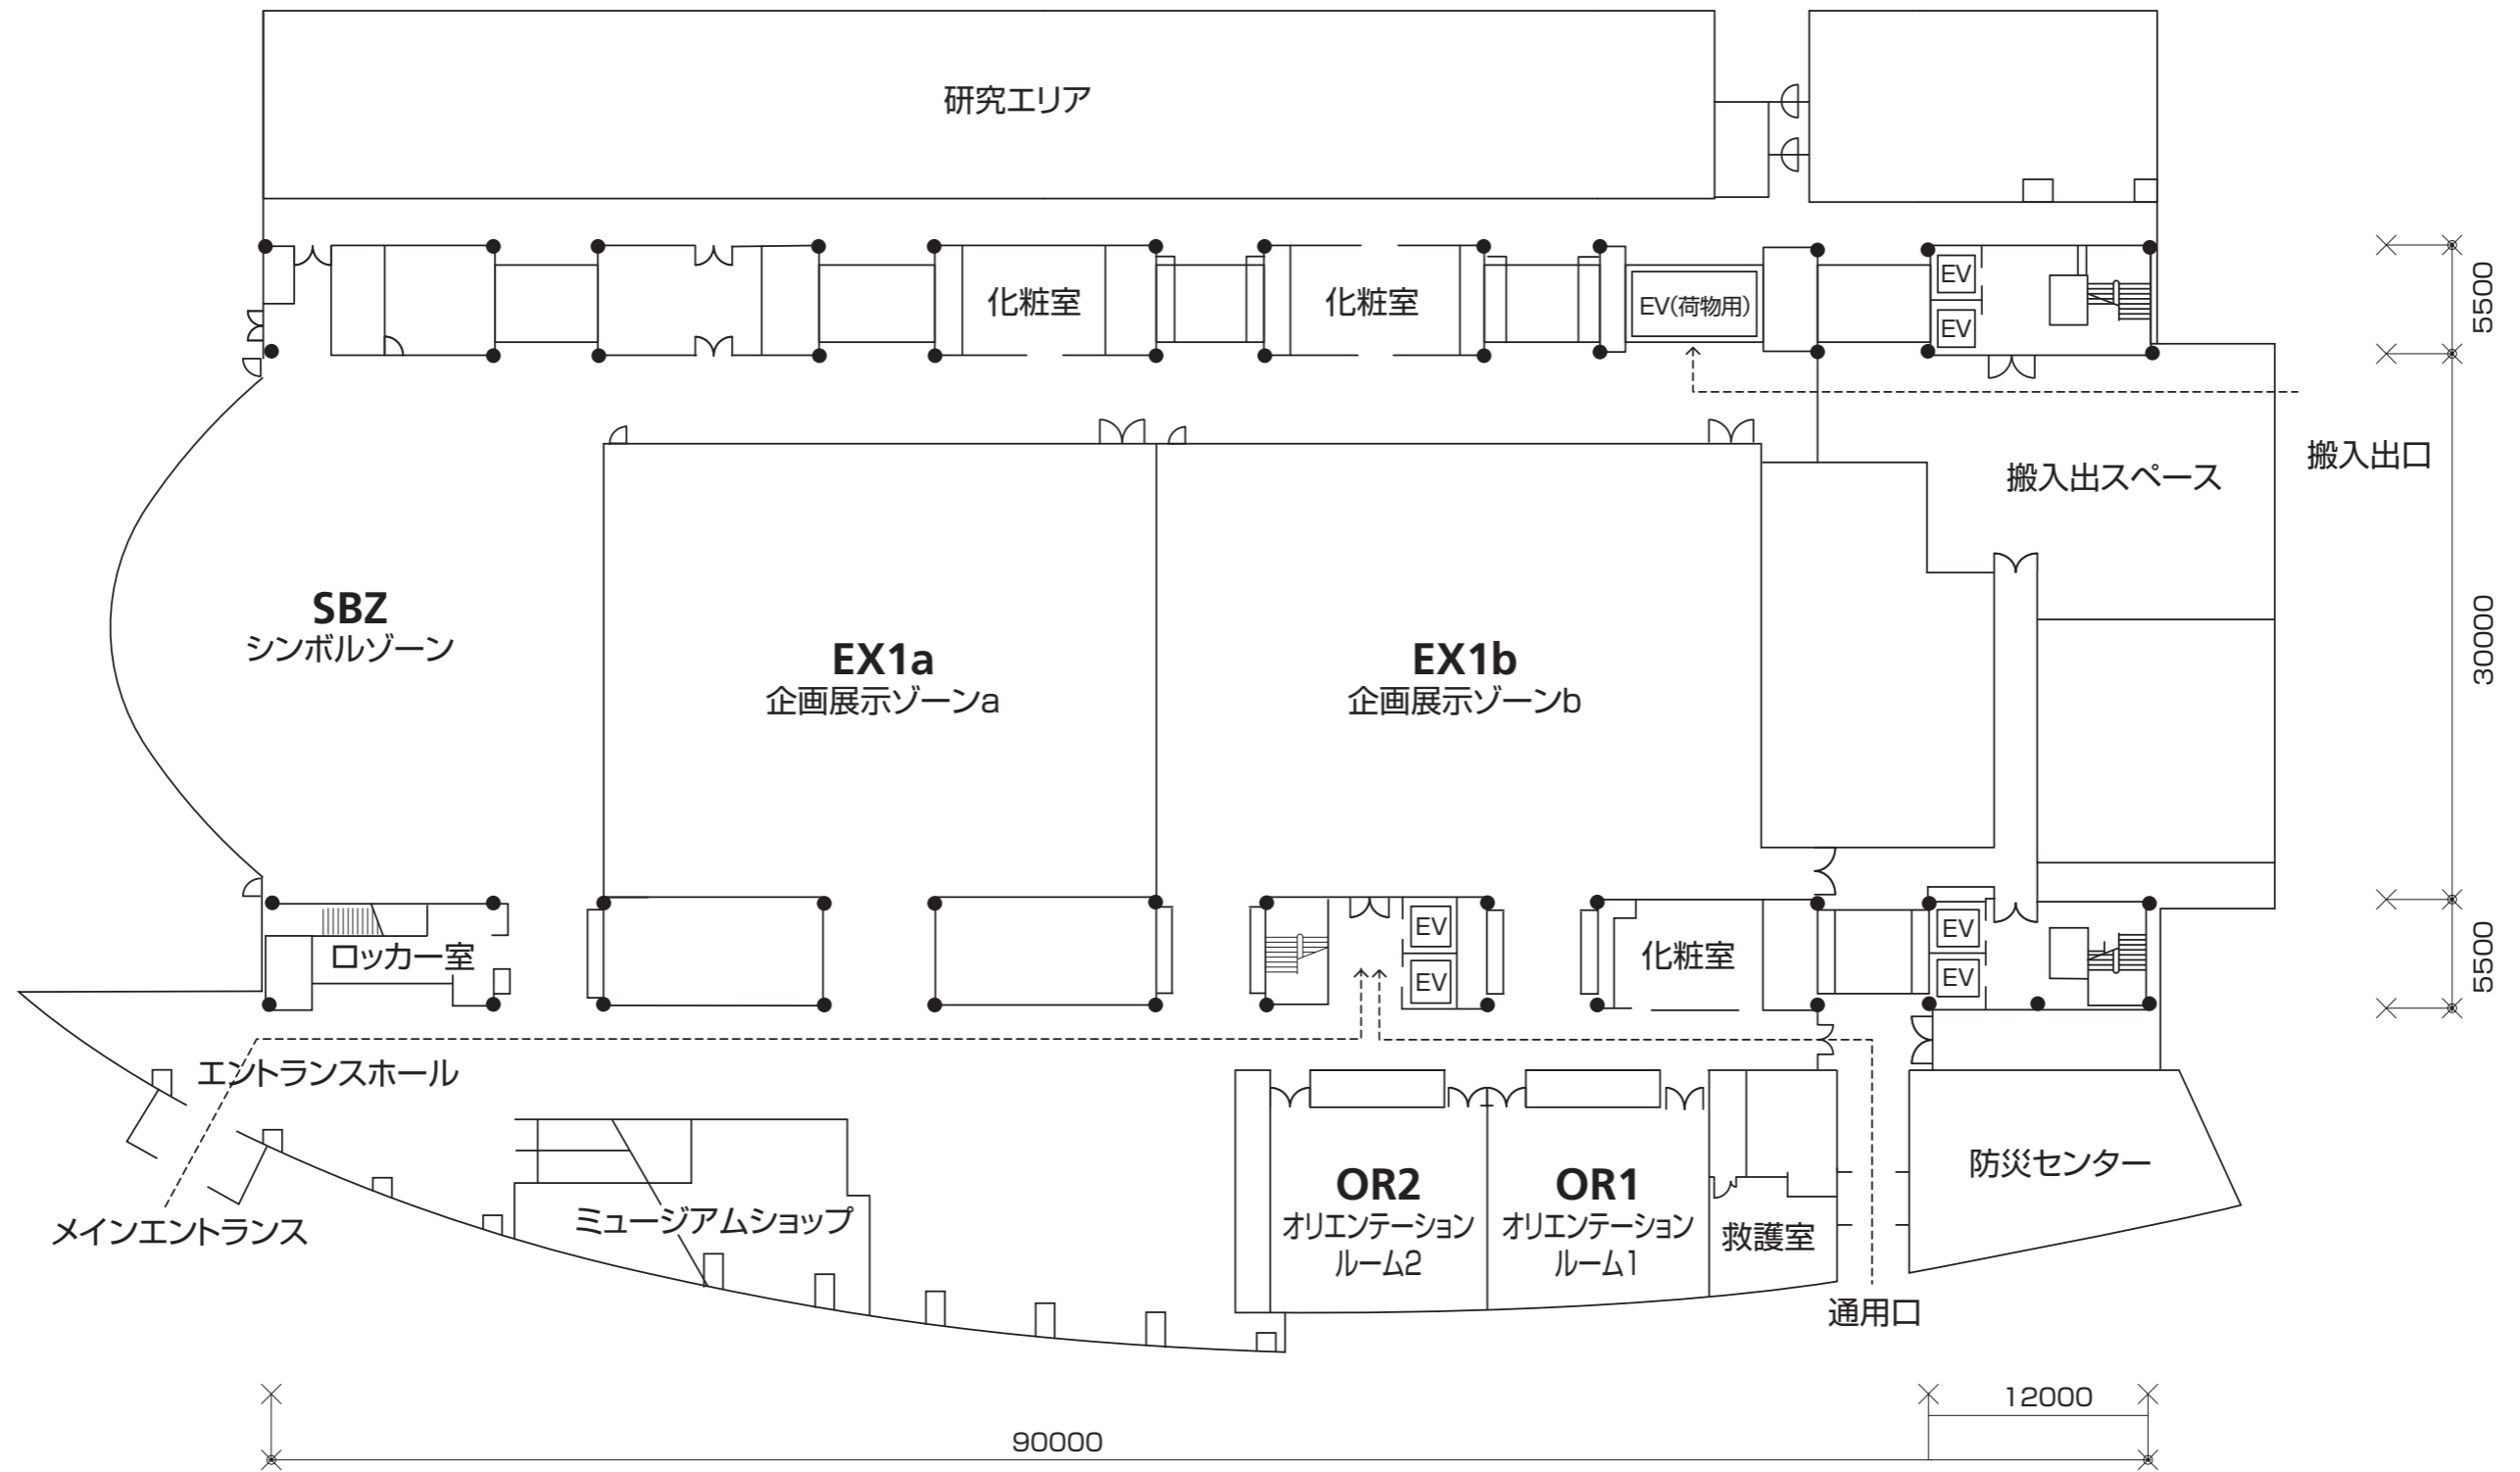 研究エリア
化粧室
化粧室
EV(荷物用)
EV
EV
5500
搬入出スペース
搬入出口
SBZ
シンボルゾーン
EX1a
企画展示ゾーンa
EX1b
企画展示ゾーンb
30000
ロッカー室
EV
EV
化粧室
EV
EV
5500
エントランスホール
メインエントランス
ミュージアムショップ
OR2
オリエンテーション
ルーム2
OR1
オリエンテーション
ルーム1
救護室
防災センター
通用口
12000
90000